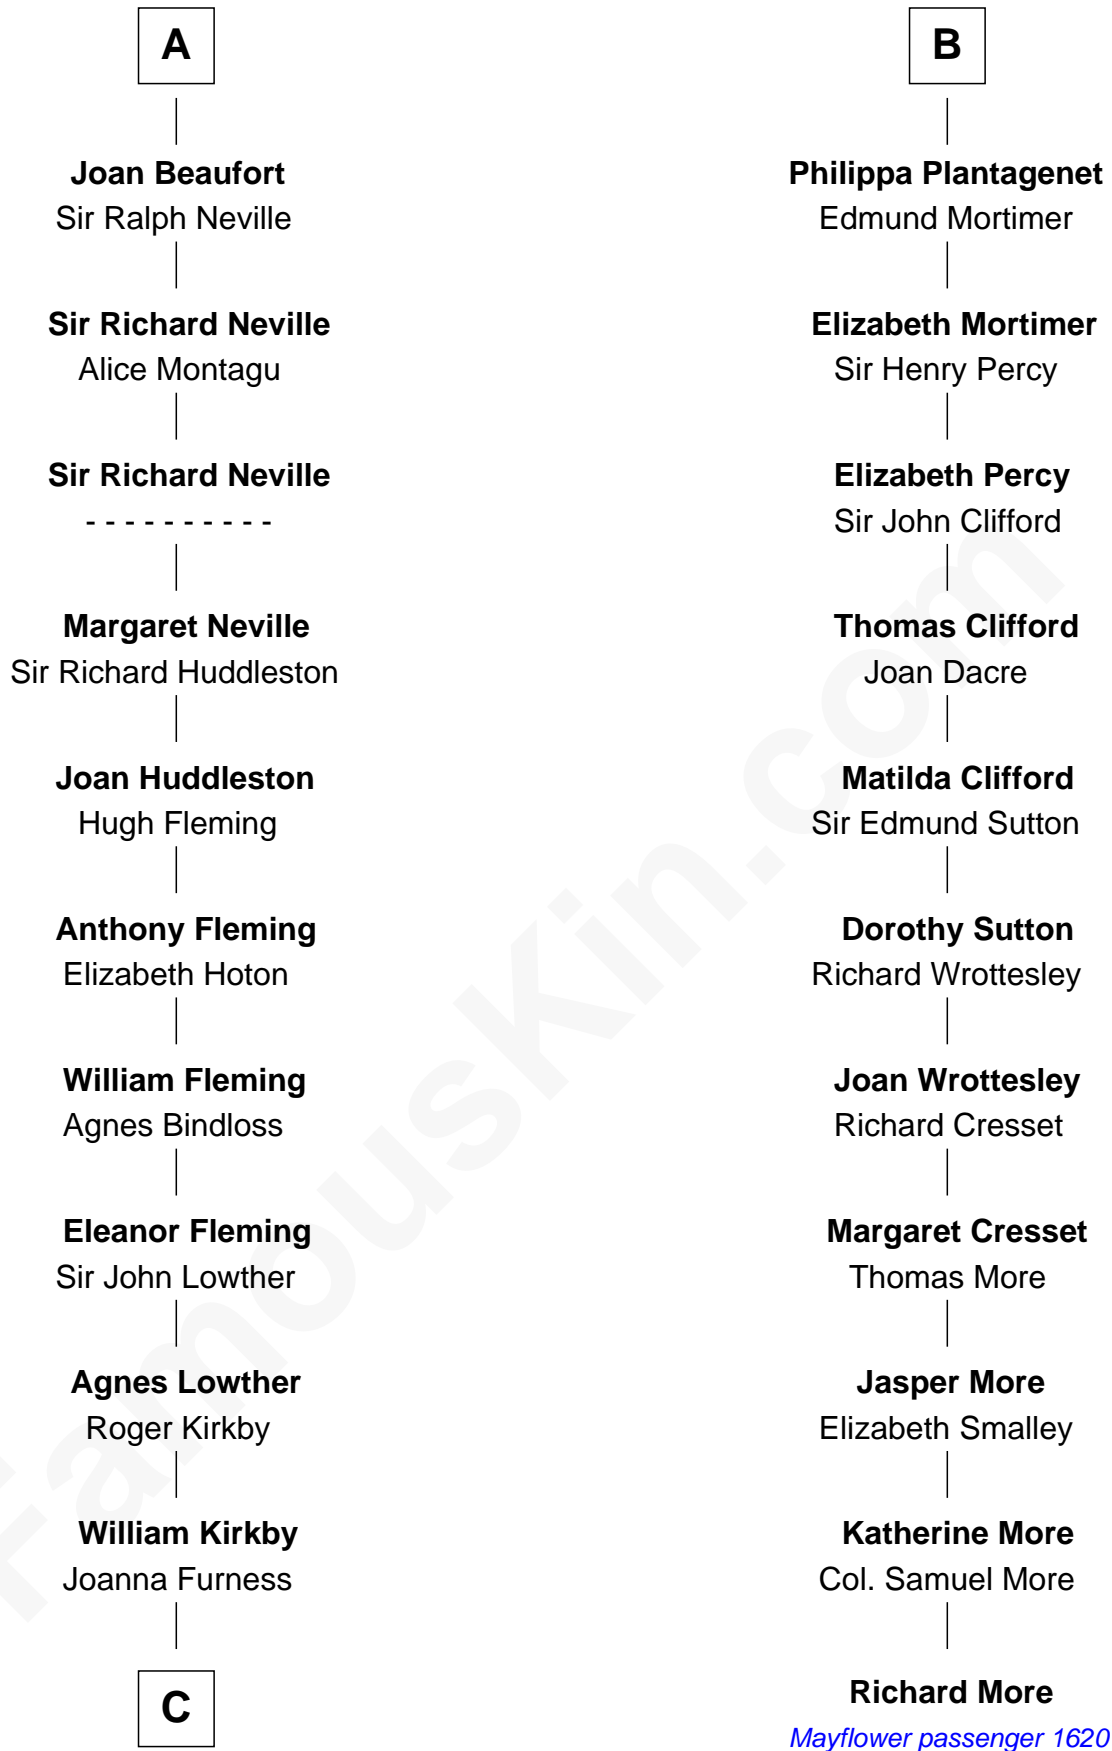 A
Joan Beaufort
Sir Ralph Neville
Sir Richard Neville
Alice Montagu
Sir Richard Neville
- - - - - - - - - -
Margaret Neville
Sir Richard Huddleston
Joan Huddleston
Hugh Fleming
Anthony Fleming
Elizabeth Hoton
William Fleming
Agnes Bindloss
Eleanor Fleming
Sir John Lowther
Agnes Lowther
Roger Kirkby
William Kirkby
Joanna Furness
C
B
Philippa Plantagenet
Edmund Mortimer
Elizabeth Mortimer
Sir Henry Percy
Elizabeth Percy
Sir John Clifford
Thomas Clifford
Joan Dacre
Matilda Clifford
Sir Edmund Sutton
Dorothy Sutton
Richard Wrottesley
Joan Wrottesley
Richard Cresset
Margaret Cresset
Thomas More
Jasper More
Elizabeth Smalley
Katherine More
Col. Samuel More
Richard More
Mayflower passenger 1620
FamousKin.com